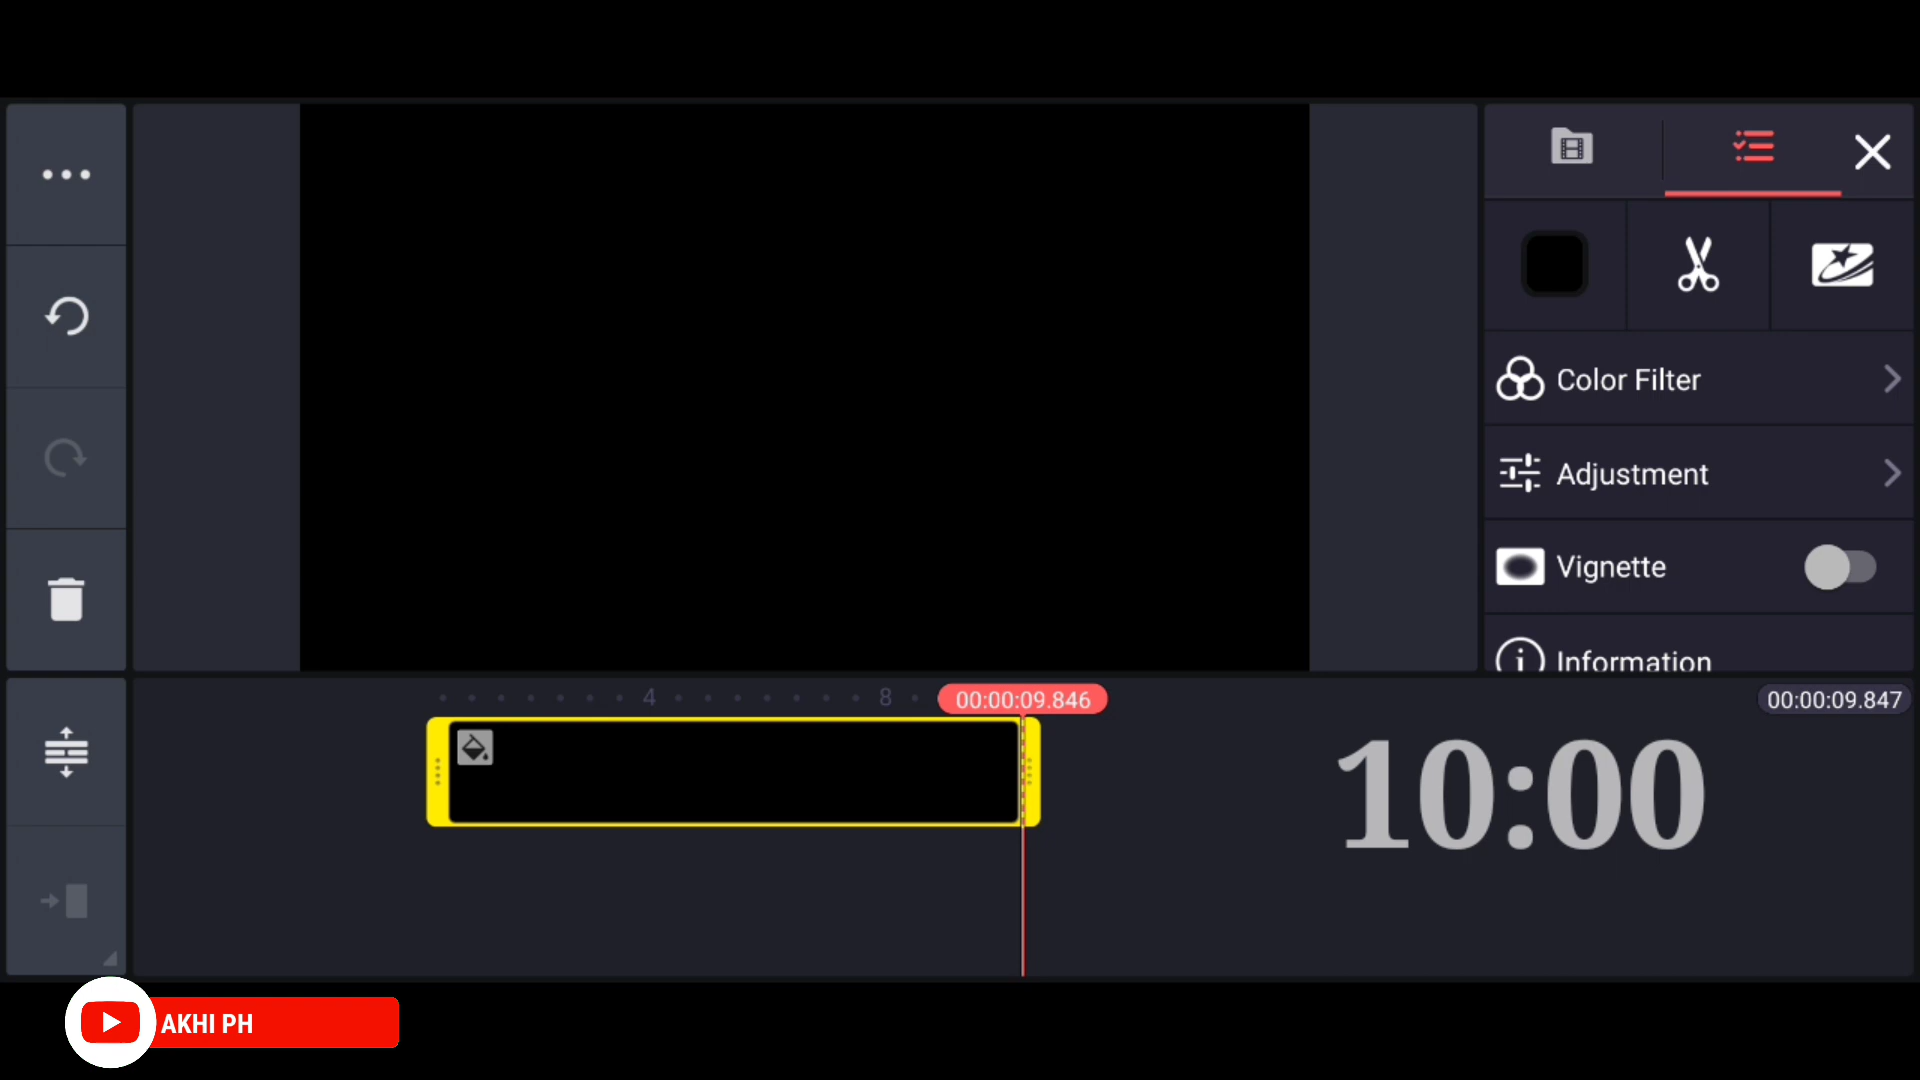 Color Filter
Adjustment
Vignette
Information
4
8
00:00:09.846
00:00:09.847
10:00
AKHI PH